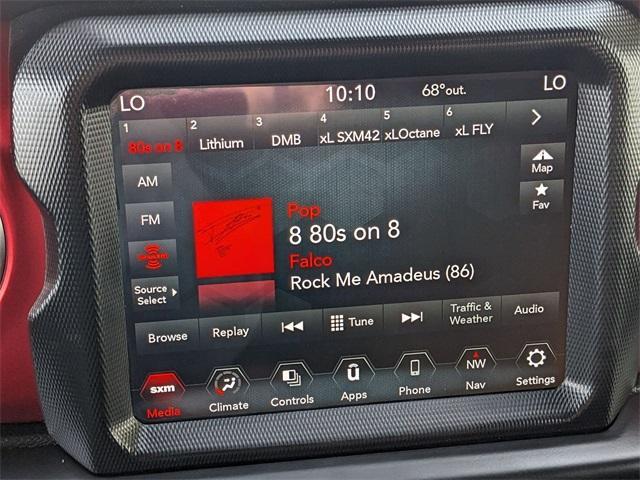 LO 10:10 68°out. LO
1 80s on 8
2 Lithium
3 DMB
4 xL SXM42
5 xLOctane
6 xL FLY
AM
FM
Source
Select
Pop
8 80s on 8
Falco
Rock Me Amadeus (86)
Map
Fav
Browse
Replay
Tune
Traffic &
Weather
Audio
sxm
Media
Climate
Controls
Apps
Phone
NW
Nav
Settings